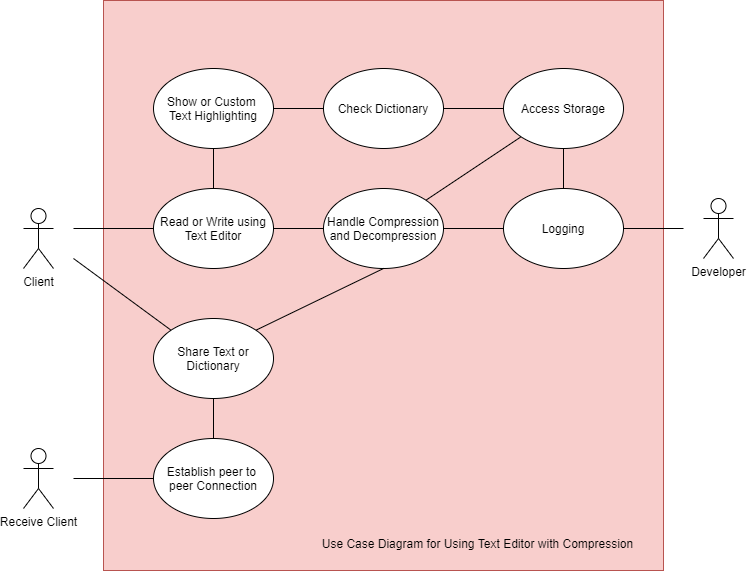 Show or Custom
Text Highlighting
Check Dictionary
Access Storage
Read or Write using
Text Editor
Handle Compression
and Decompression
Logging
Client
Developer
Share Text or
Dictionary
Establish peer to
peer Connection
Receive Client
Use Case Diagram for Using Text Editor with Compression